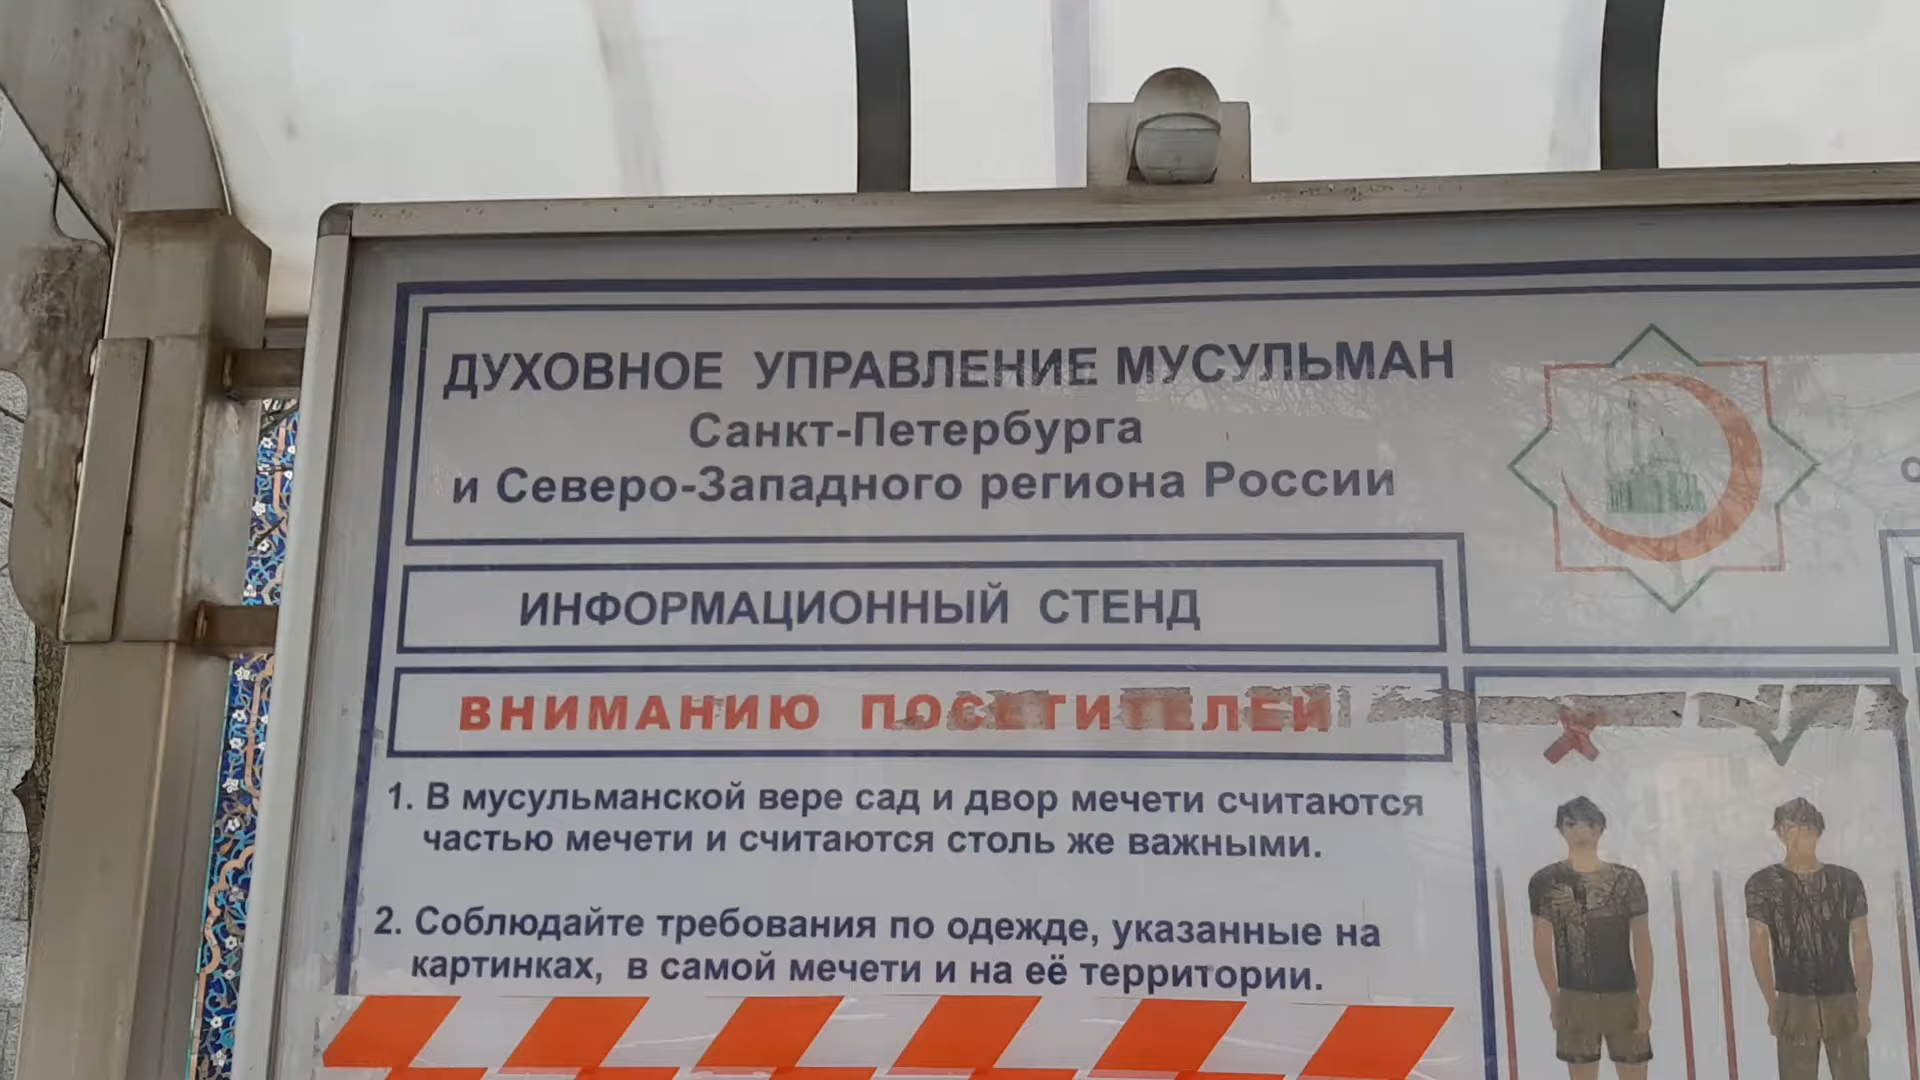 ДУХОВНОЕ УПРАВЛЕНИЕ МУСУЛЬМАН
Санкт-Петербурга
и Северо-Западного региона России
ИНФОРМАЦИОННЫЙ СТЕНД
ВНИМАНИЮ ПОСЕТИТЕЛЕЙ
1. В мусульманской вере сад и двор мечети считаются
частью мечети и считаются столь же важными.
2. Соблюдайте требования по одежде, указанные на
картинках, в самой мечети и на её территории.